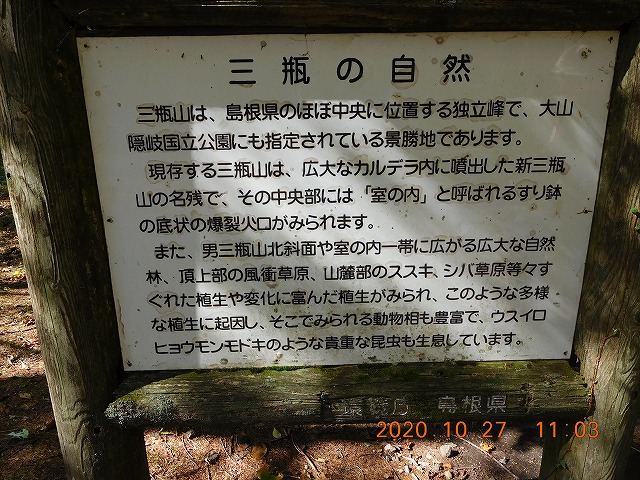 三瓶の自然
三瓶山は、島根県のほぼ中央に位置する独立峰で、大山
隠岐国立公園にも指定されている景勝地であります。
現存する三瓶山は、広大なカルデラ内に噴出した新三瓶
山の名残で、その中央部には「室の内」と呼ばれるすり鉢
の底状の爆裂火口がみられます。
また、男三瓶山北斜面や室の内一帯に広がる広大な自然
林、頂上部の風衝草原、山麓部のススキ、シバ草原等々す
ぐれた植生や変化に富んだ植生がみられ、このような多様
な植生に起因し、そこでみられる動物相も豊富で、ウスイロ
ヒョウモンモドキのような貴重な昆虫も生息しています。
環境庁 島根県
2020 10 27 11:03